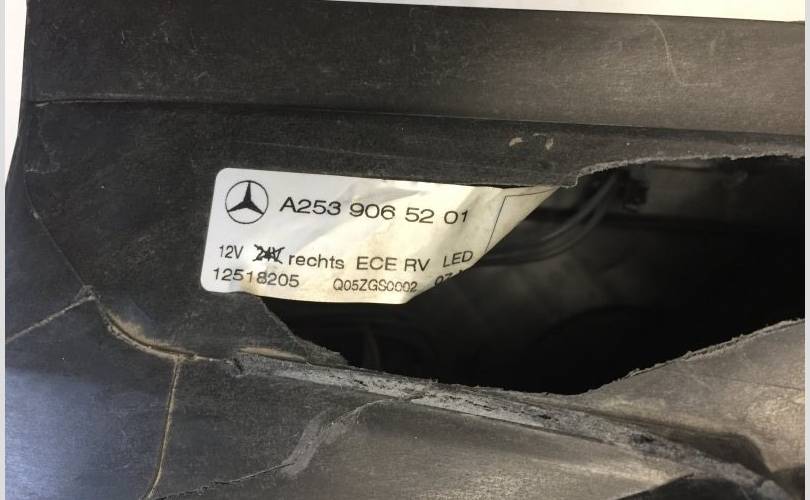 A253 906 52 01
12V 24V rechts ECE RV LED
12518205 Q05ZGS0002